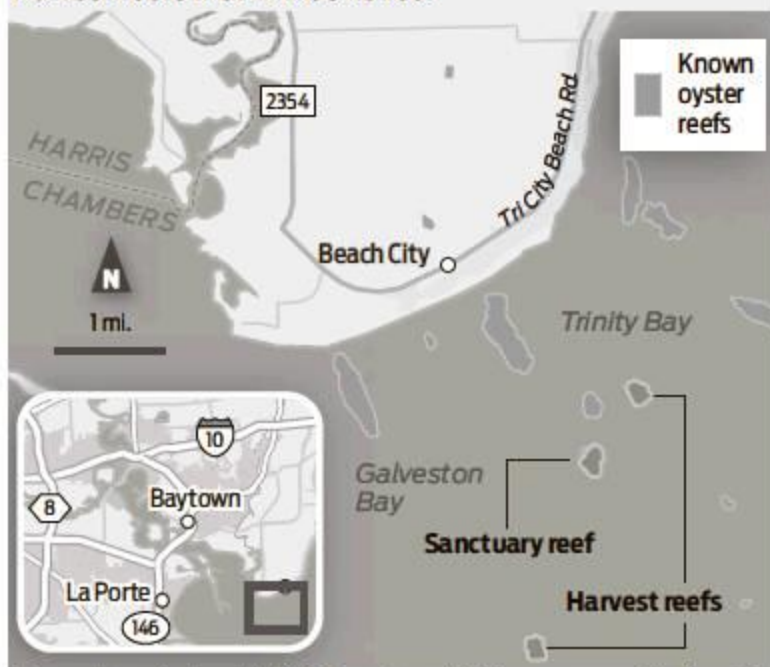 2354
Known
oyster
reefs
HARRIS
CHAMBERS
Tri City Beach Rd.
Beach City
N
1 mi.
Trinity Bay
10
8
Baytown
La Porte
146
Galveston
Bay
Sanctuary reef
Harvest reefs